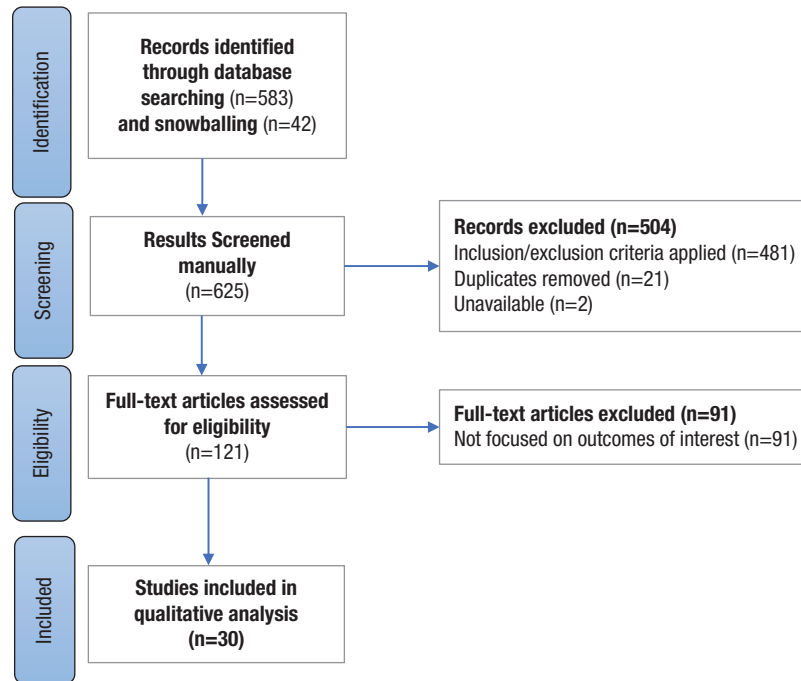 Identification
Records identified
through database
searching (n=583)
and snowballing (n=42)
Screening
Results Screened
manually
(n=625)
Records excluded (n=504)
Inclusion/exclusion criteria applied (n=481)
Duplicates removed (n=21)
Unavailable (n=2)
Eligibility
Full-text articles assessed
for eligibility
(n=121)
Full-text articles excluded (n=91)
Not focused on outcomes of interest (n=91)
Included
Studies included in
qualitative analysis
(n=30)